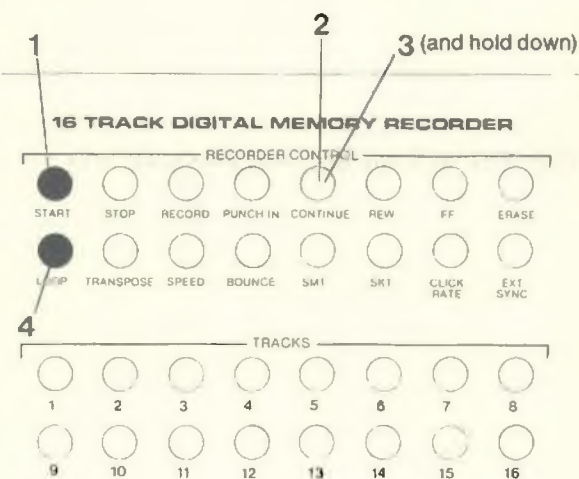 1
2
3 (and hold down)
16 TRACK DIGITAL MEMORY RECORDER
RECORDER CONTROL
START STOP RECORD PUNCH IN CONTINUE REW FF ERASE
LOOP TRANSPOSE SPEED BOUNCE SMT SKT CLICK RATE EXT SYNC
4
TRACKS
1 2 3 4 5 6 7 8
9 10 11 12 13 14 15 16